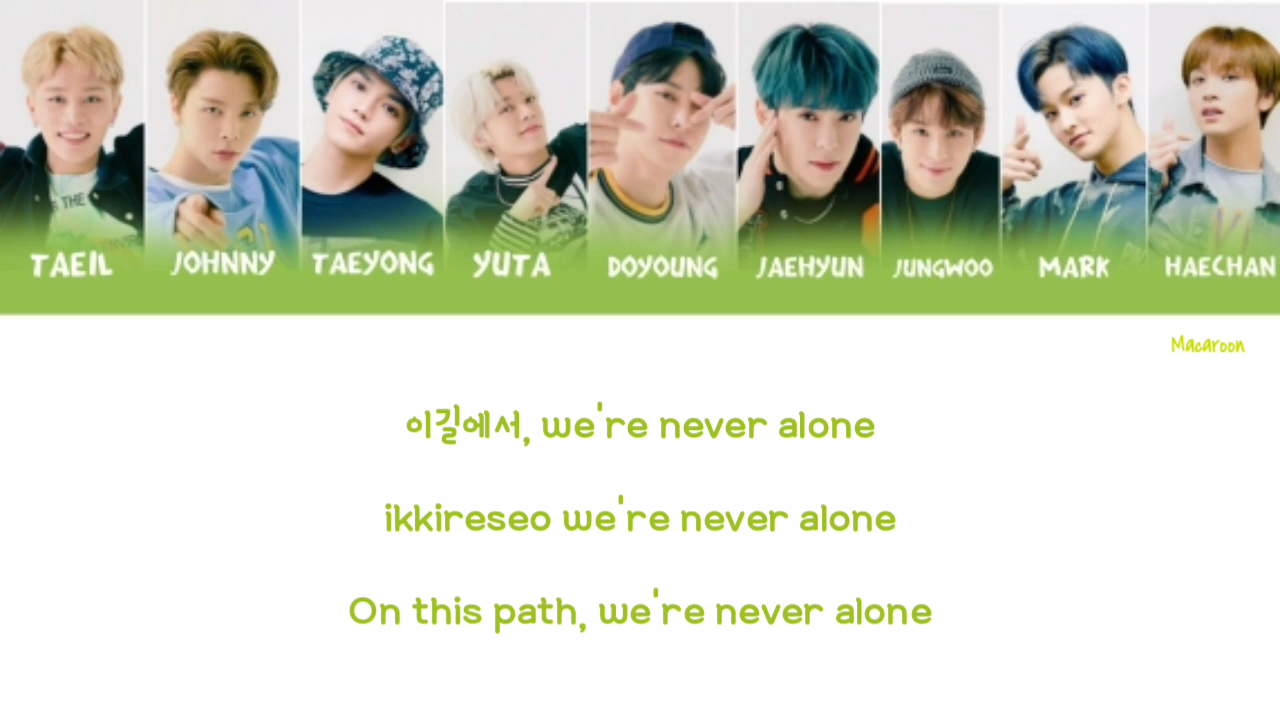 TAEIL JOHNNY TAEYONG YUTA DOYOUNG JAEHYUN JUNGWOO MARK HAECHAN
Macaroon
이길에서, we're never alone
ikkireseo we're never alone
On this path, we're never alone